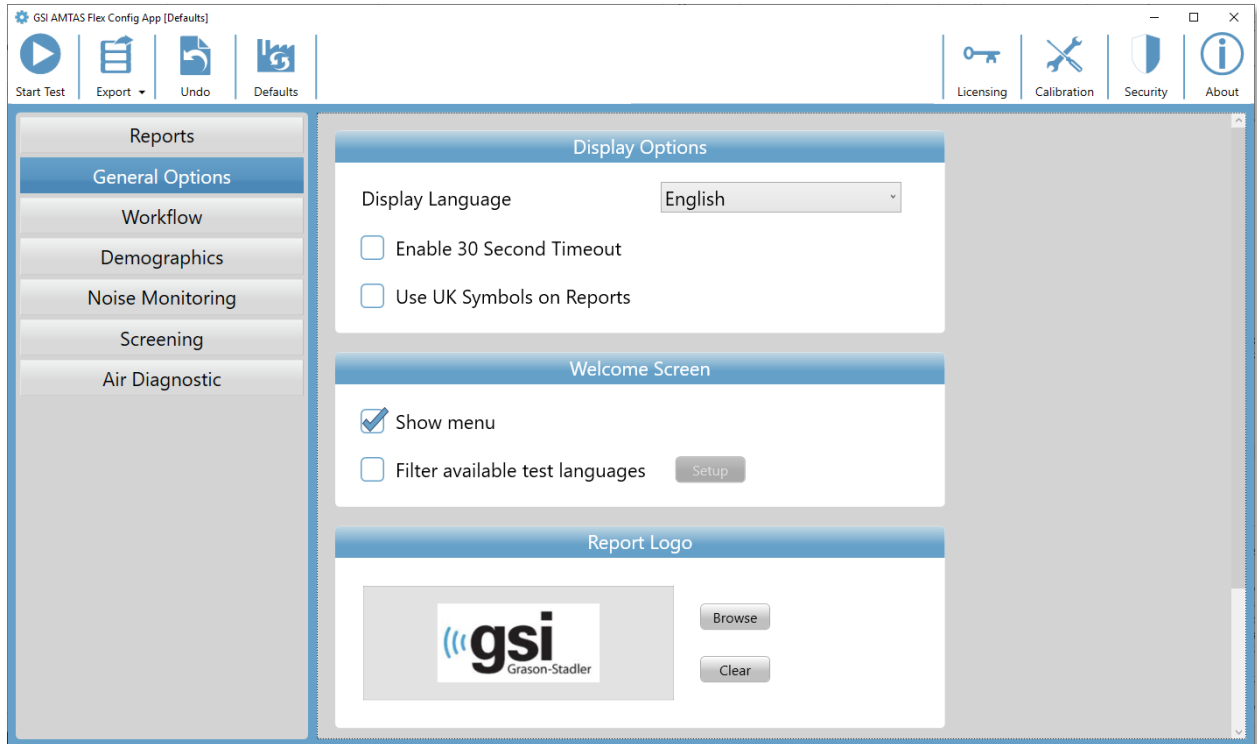 GSI AMTAS Flex Config App [Defaults]
Start Test
Export
Undo
Defaults
Licensing
Calibration
Security
About
Reports
General Options
Workflow
Demographics
Noise Monitoring
Screening
Air Diagnostic
Display Options
Display Language
English
Enable 30 Second Timeout
Use UK Symbols on Reports
Welcome Screen
Show menu
Filter available test languages
Setup
Report Logo
gsi
Grason-Stadler
Browse
Clear